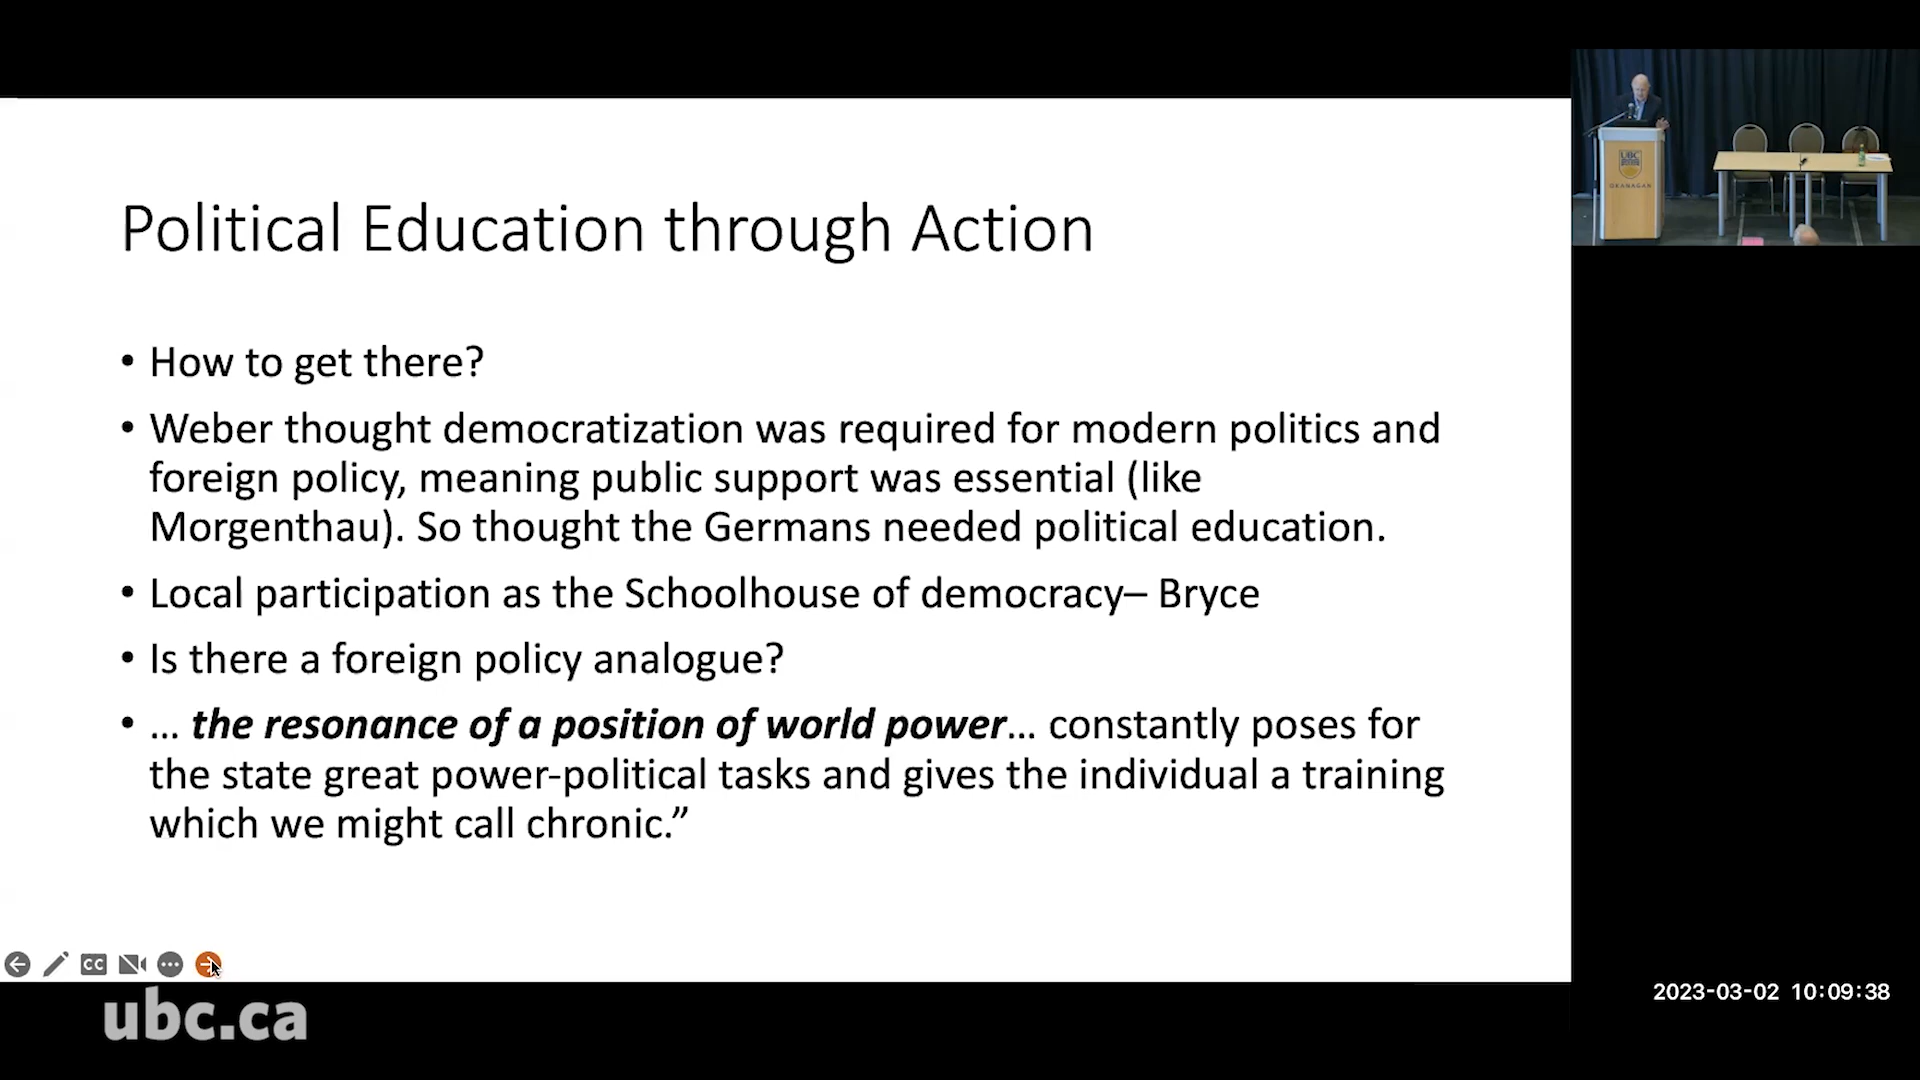 Political Education through Action
• How to get there?
• Weber thought democratization was required for modern politics and
foreign policy, meaning public support was essential (like
Morgenthau). So thought the Germans needed political education.
• Local participation as the Schoolhouse of democracy– Bryce
• Is there a foreign policy analogue?
• … the resonance of a position of world power… constantly poses for
the state great power-political tasks and gives the individual a training
which we might call chronic.”
CC
ubc.ca
UBC
OKANAGAN
2023-03-02 10:09:38